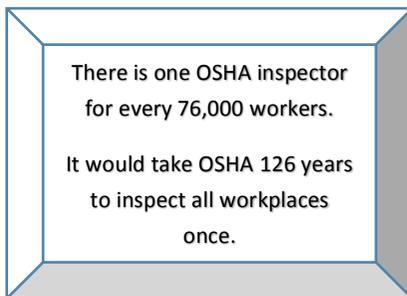 There is one OSHA inspector
for every 76,000 workers.
It would take OSHA 126 years
to inspect all workplaces
once.